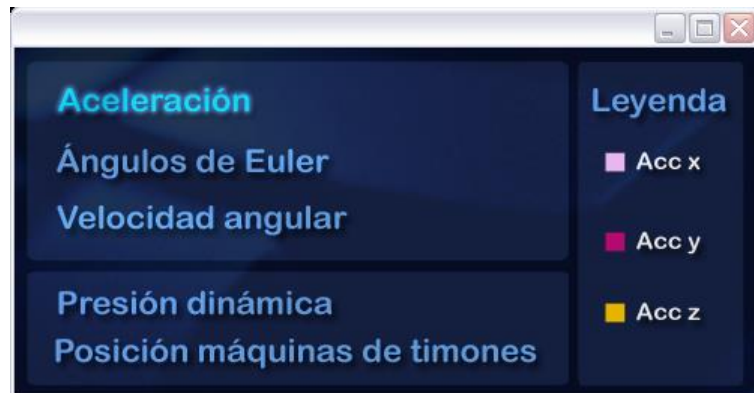 Aceleración
Ángulos de Euler
Velocidad angular
Presión dinámica
Posición máquinas de timones
Leyenda
Acc x
Acc y
Acc z